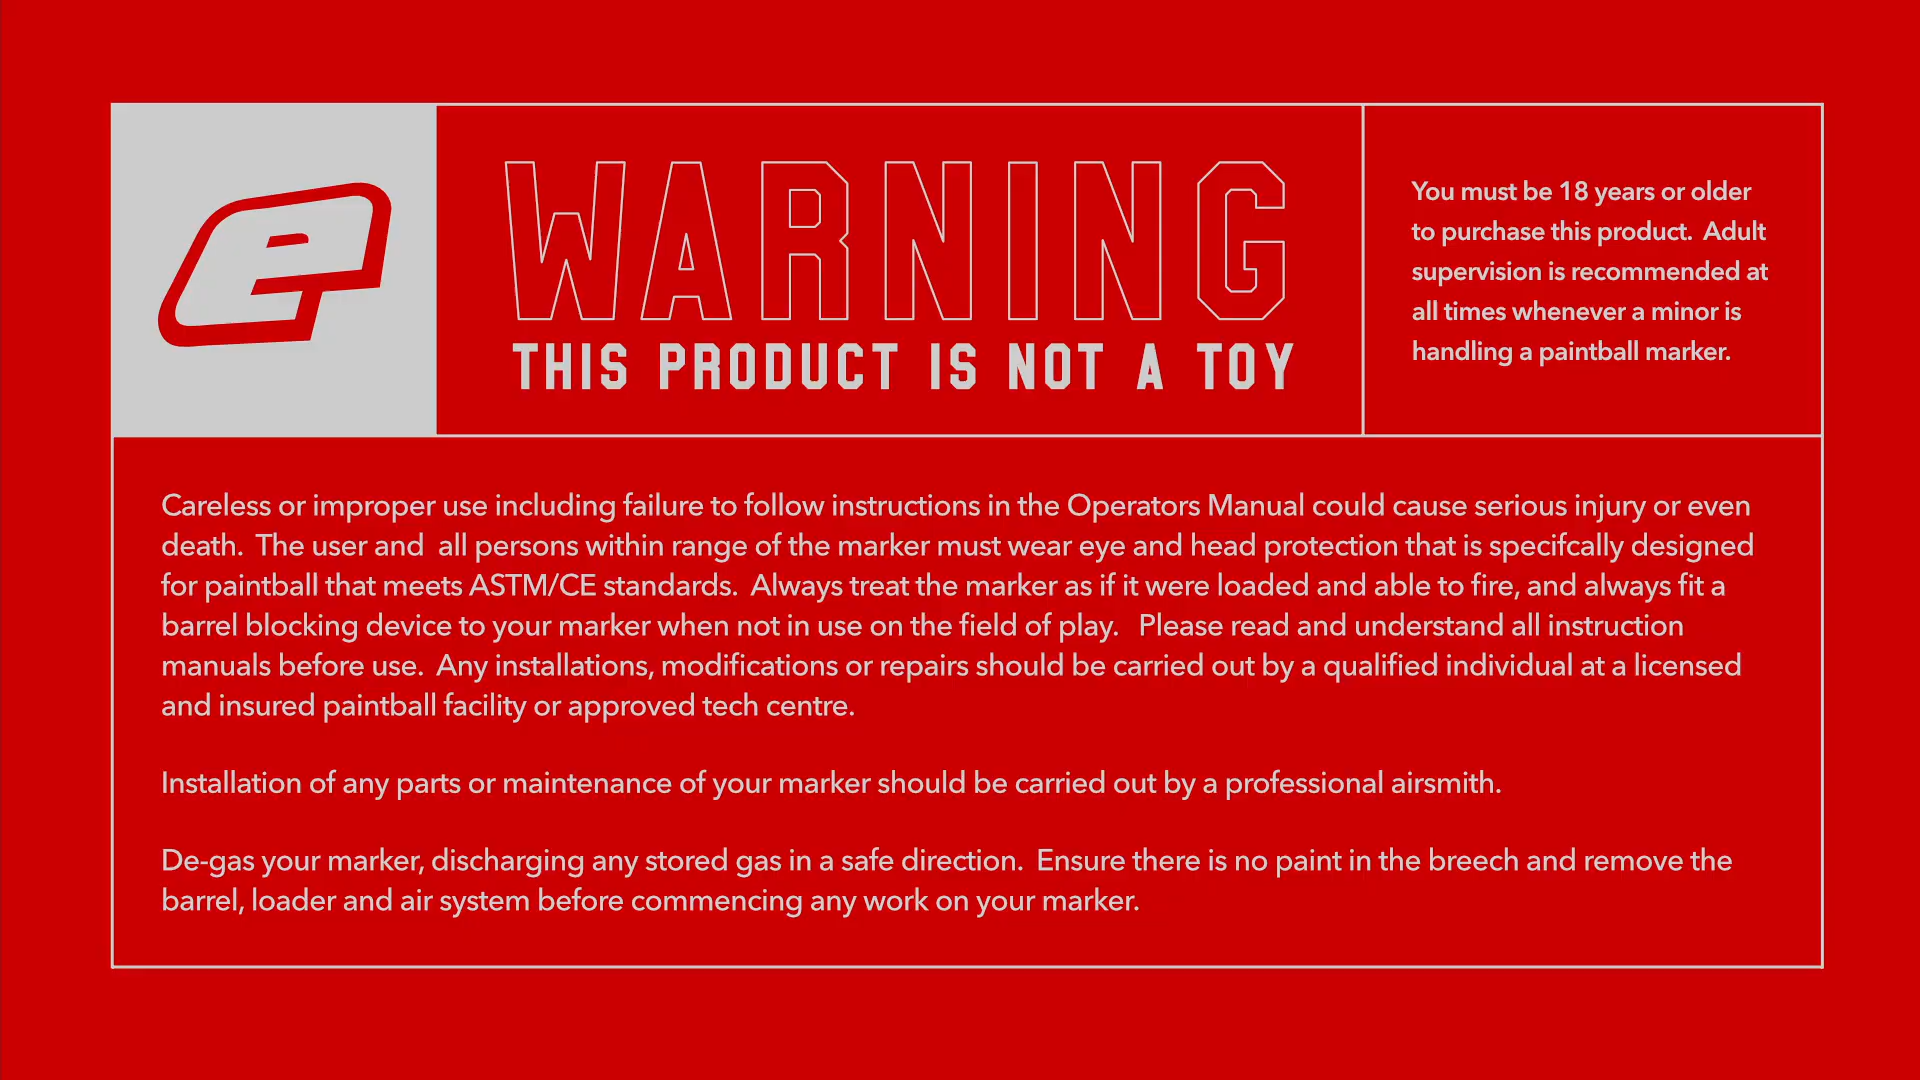 e
WARNING
THIS PRODUCT IS NOT A TOY
You must be 18 years or older
to purchase this product.  Adult
supervision is recommended at
all times whenever a minor is
handling a paintball marker.
Careless or improper use including failure to follow instructions in the Operators Manual could cause serious injury or even
death.  The user and  all persons within range of the marker must wear eye and head protection that is specifcally designed
for paintball that meets ASTM/CE standards.  Always treat the marker as if it were loaded and able to fire, and always fit a
barrel blocking device to your marker when not in use on the field of play.   Please read and understand all instruction
manuals before use.  Any installations, modifications or repairs should be carried out by a qualified individual at a licensed
and insured paintball facility or approved tech centre.
Installation of any parts or maintenance of your marker should be carried out by a professional airsmith.
De-gas your marker, discharging any stored gas in a safe direction.  Ensure there is no paint in the breech and remove the
barrel, loader and air system before commencing any work on your marker.